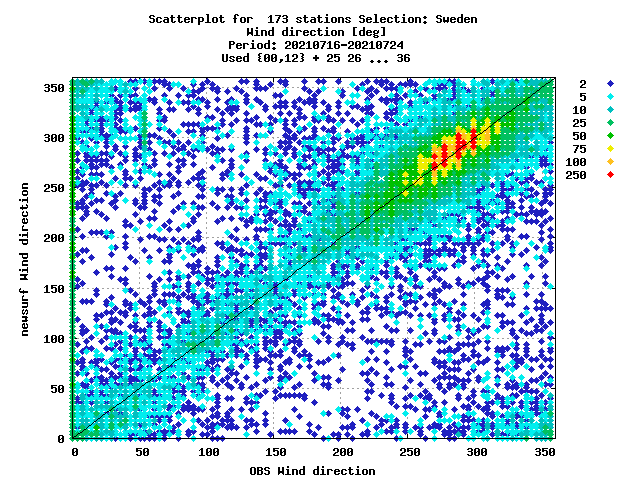 Scatterplot for  173 stations Selection: Sweden
Wind direction [deg]
Period: 20210716-20210724
Used {00,12} + 25 26 ... 36
2
5
10
25
50
75
100
250
newsurf Wind direction
350
300
250
200
150
100
50
0
0 50 100 150 200 250 300 350
OBS Wind direction